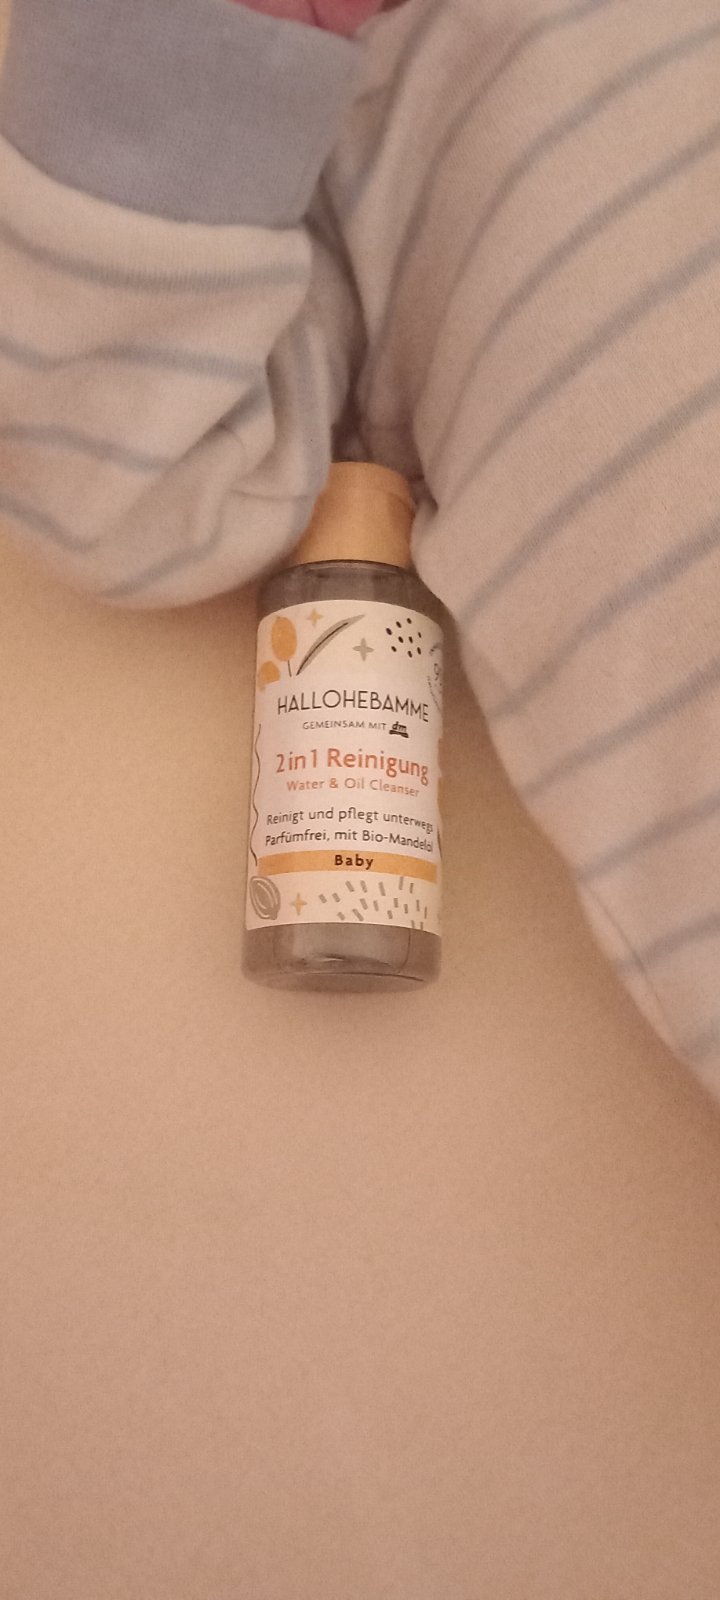 HALLOHEBAMME
GEMEINSAM MIT dm
2in1 Reinigung
Water & Oil Cleanser
Reinigt und pflegt unterwegs
Parfümfrei, mit Bio-Mandelöl
Baby